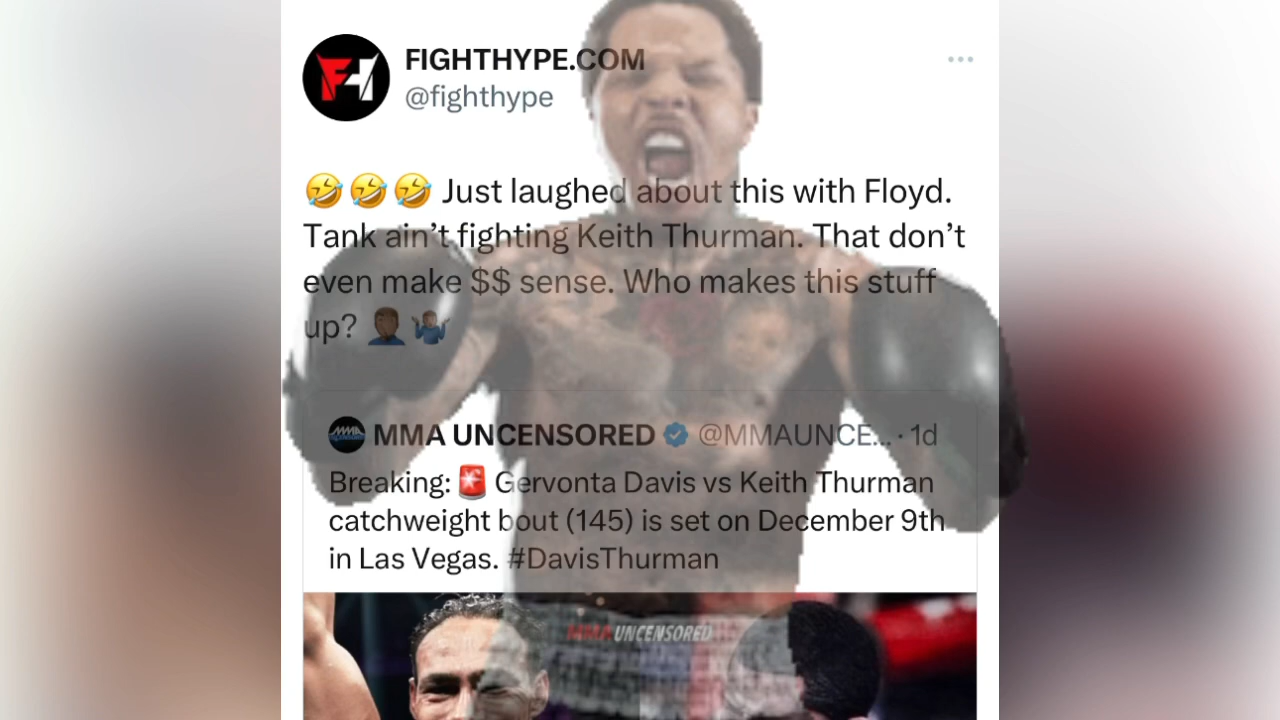 FIGHTHYPE.COM
@fighthype
🤣🤣🤣 Just laughed about this with Floyd.
Tank ain’t fighting Keith Thurman. That don’t
even make $$ sense. Who makes this stuff
up? 🤦🏾‍♂️ 🤷🏽‍♂️
MMA UNCENSORED @MMAUNCE... · 1d
Breaking: 🚨 Gervonta Davis vs Keith Thurman
catchweight bout (145) is set on December 9th
in Las Vegas. #DavisThurman
MMA UNCENSORED